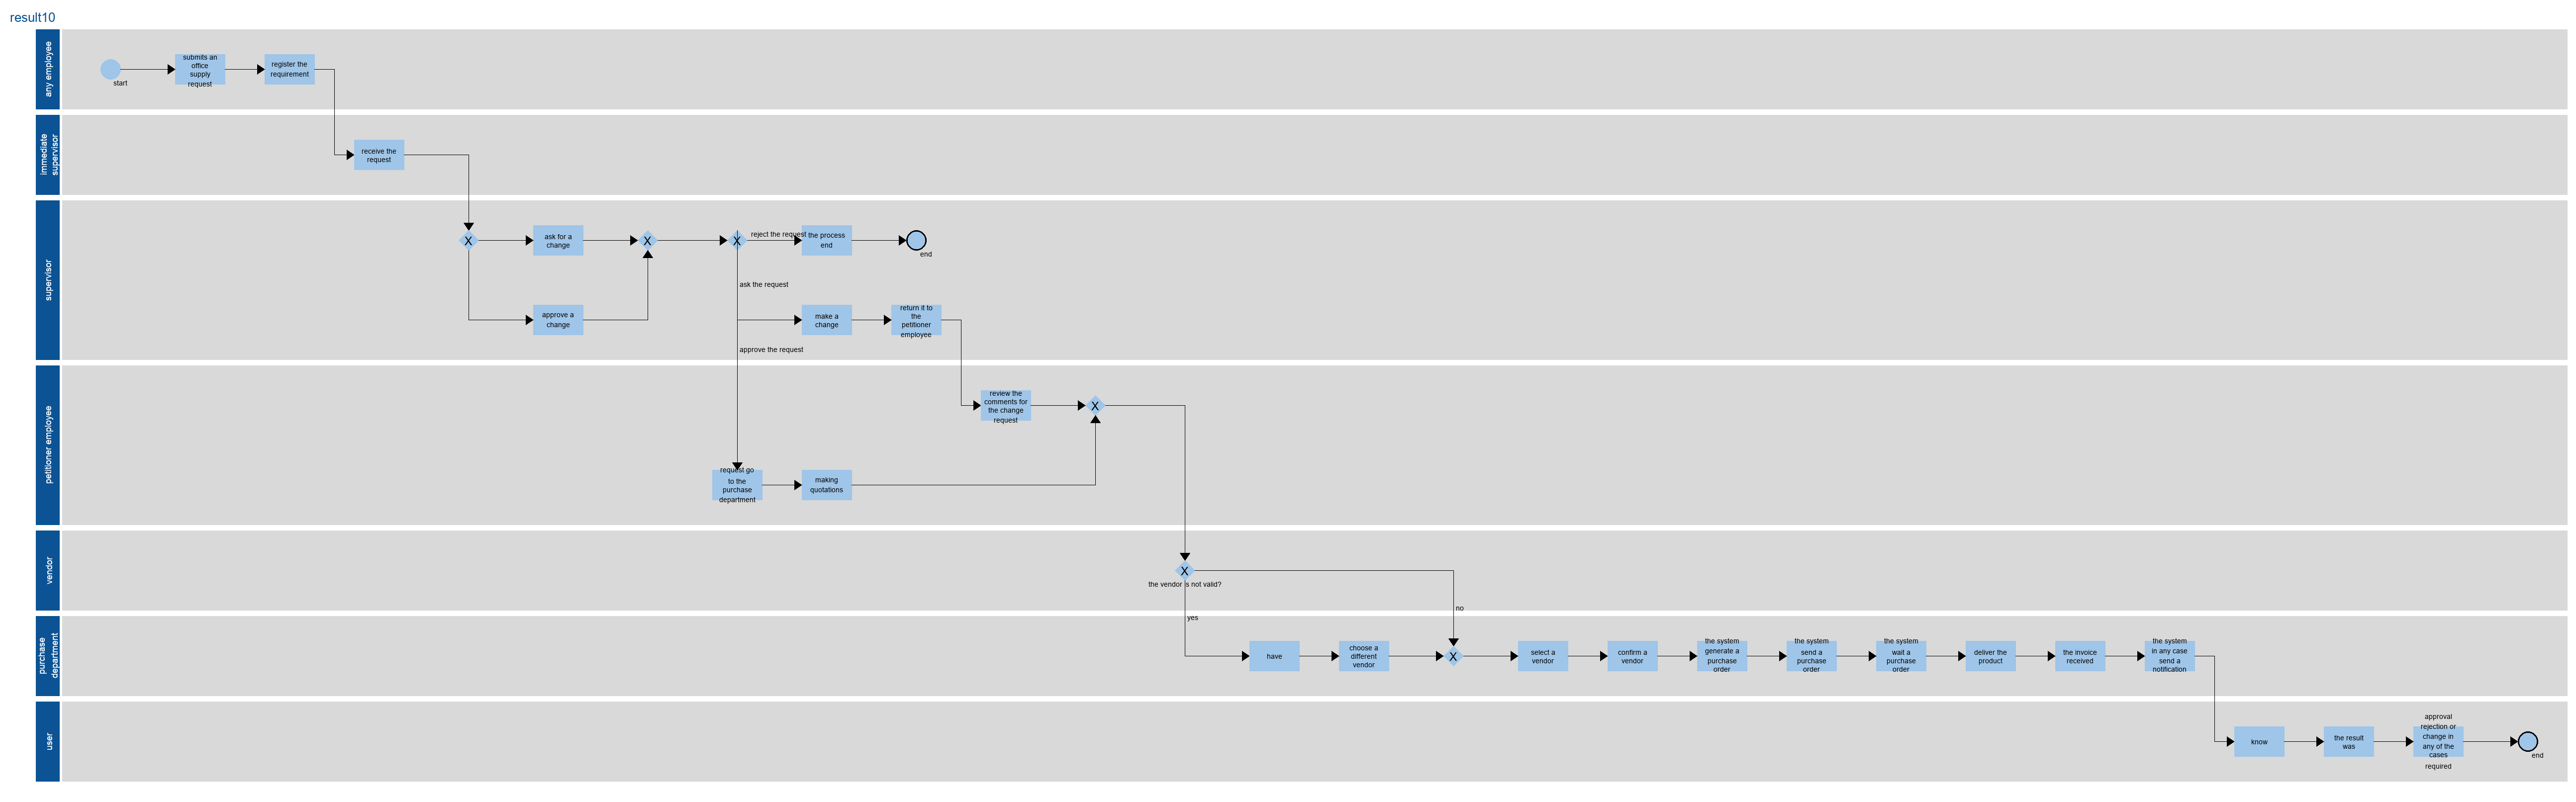 result10
any employee
start
submits an
office
supply
request
register the
requirement
immediate
supervisor
receive the
request
supervisor
X
ask for a
change
X
X
reject the request
the process
end
end
ask the request
approve a
change
make a
change
return it to
the
petitioner
employee
approve the request
petitioner employee
review the
comments for
the change
request
X
request go
to the
purchase
department
making
quotations
vendor
X
the vendor is not valid?
no
yes
purchase
department
have
choose a
different
vendor
X
select a
vendor
confirm a
vendor
the system
generate a
purchase
order
the system
send a
purchase
order
the system
wait a
purchase
order
deliver the
product
the invoice
received
the system
in any case
send a
notification
user
know
the result
was
approval
rejection or
change in
any of the
cases
required
end